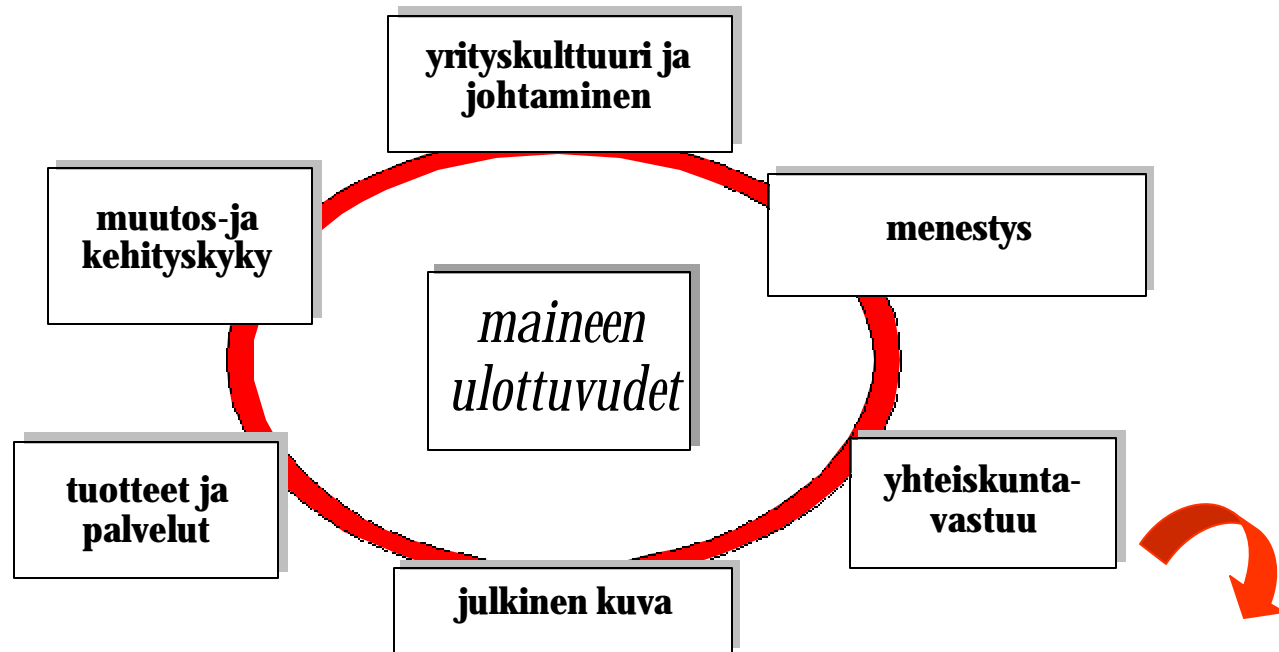 yrityskulttuuri ja
johtaminen
muutos-ja
kehityskyky
menestys
maineen
ulottuvudet
tuotteet ja
palvelut
yhteiskunta-
vastuu
julkinen kuva